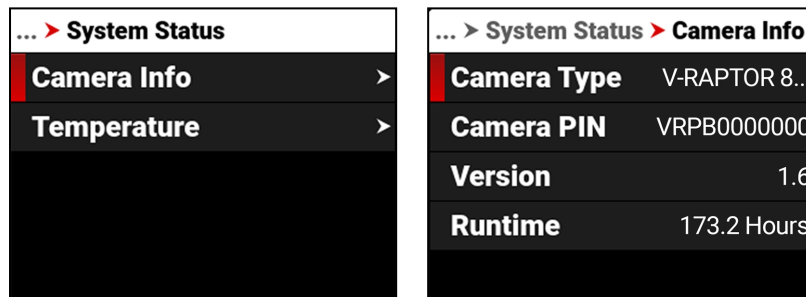 ... > System Status
Camera Info >
Temperature >
... > System Status > Camera Info
Camera Type V-RAPTOR 8..
Camera PIN VRPB0000000
Version 1.6
Runtime 173.2 Hours